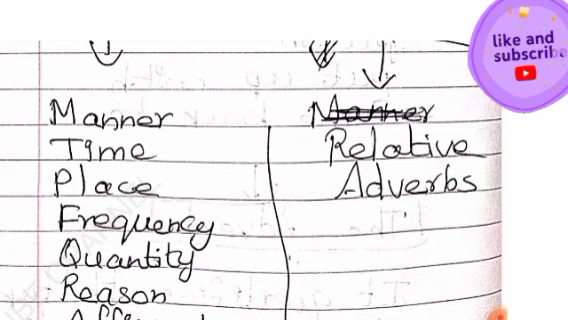 like and
subscribe
Manner
Time
Place
Frequency
Quantity
Reason
Manner
Relative
Adverbs